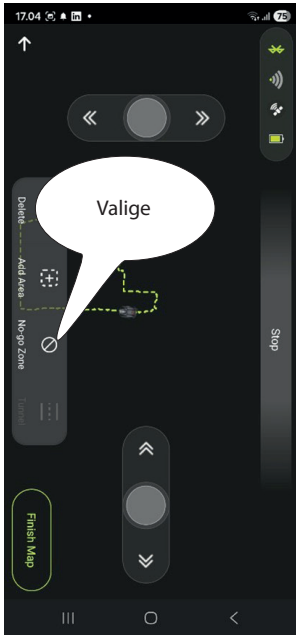 17.04
75
Valige
Delete
Add Area
No-go Zone
Tunnel
Stop
Finish Map